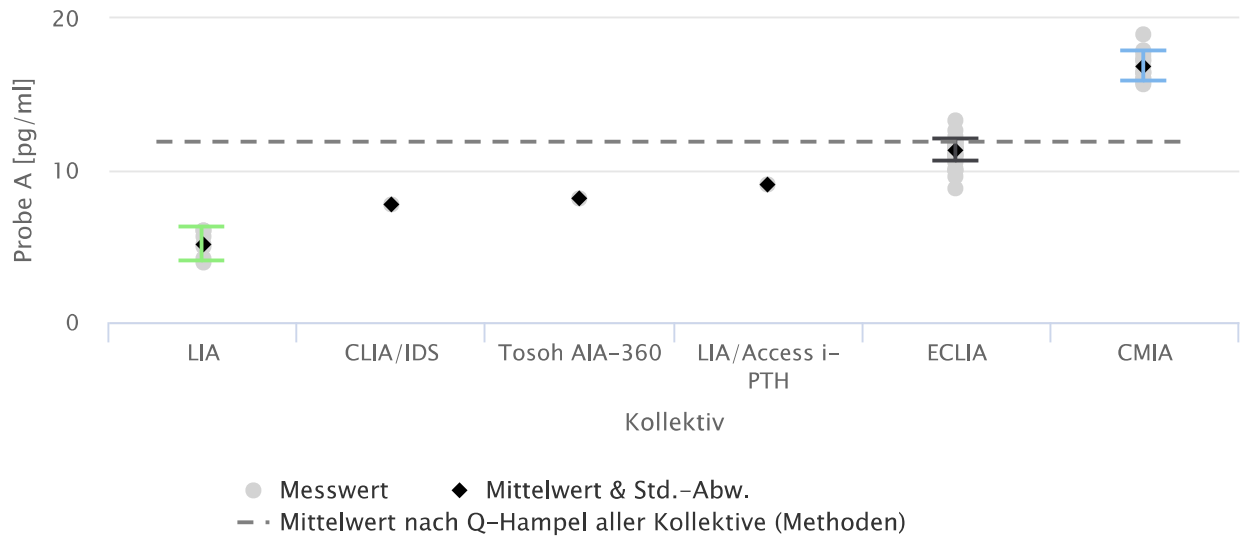 20
10
0
Probe A [pg/ml]
LIA
CLIA/IDS
Tosoh AIA-360
LIA/Access i-
PTH
ECLIA
CMIA
Kollektiv
Messwert
Mittelwert & Std.-Abw.
Mittelwert nach Q-Hampel aller Kollektive (Methoden)